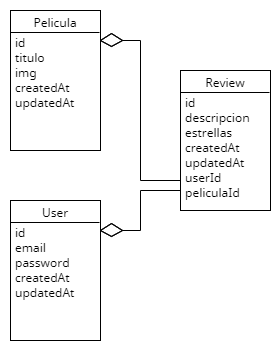 Pelicula
id
titulo
img
createdAt
updatedAt
Review
id
descripcion
estrellas
createdAt
updatedAt
userId
peliculaId
User
id
email
password
createdAt
updatedAt